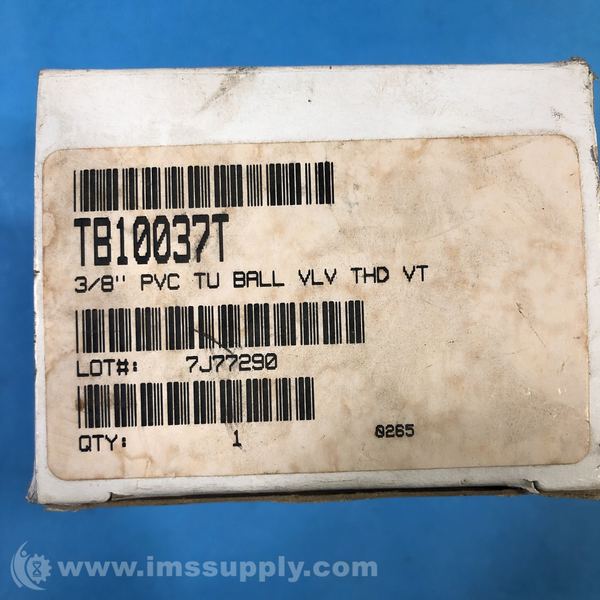 TB10037T
3/8'' PVC TU BALL VLV THD VT
LOT#: 7J77290
QTY: 1 0265
www.imssupply.com